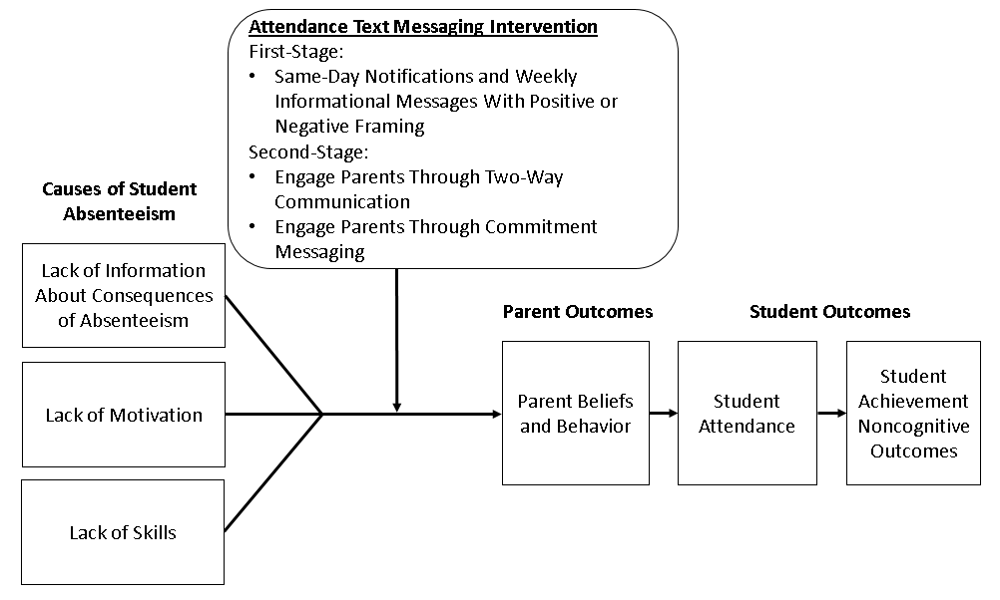 Attendance Text Messaging Intervention
First-Stage:
• Same-Day Notifications and Weekly
Informational Messages With Positive or
Negative Framing
Second-Stage:
• Engage Parents Through Two-Way
Communication
• Engage Parents Through Commitment
Messaging
Causes of Student
Absenteeism
Lack of Information
About Consequences
of Absenteeism
Lack of Motivation
Lack of Skills
Parent Outcomes
Parent Beliefs
and Behavior
Student Outcomes
Student
Attendance
Student
Achievement
Noncognitive
Outcomes